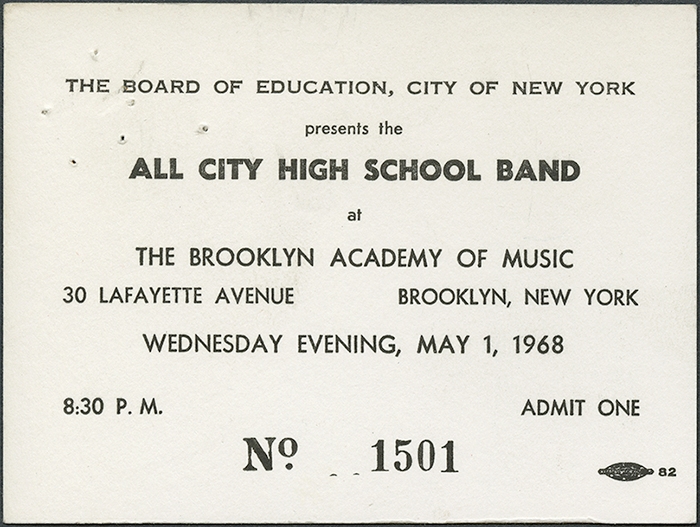 THE BOARD OF EDUCATION, CITY OF NEW YORK
presents the
ALL CITY HIGH SCHOOL BAND
at
THE BROOKLYN ACADEMY OF MUSIC
30 LAFAYETTE AVENUE BROOKLYN, NEW YORK
WEDNESDAY EVENING, MAY 1, 1968
8:30 P. M. ADMIT ONE
Nº 1501
82